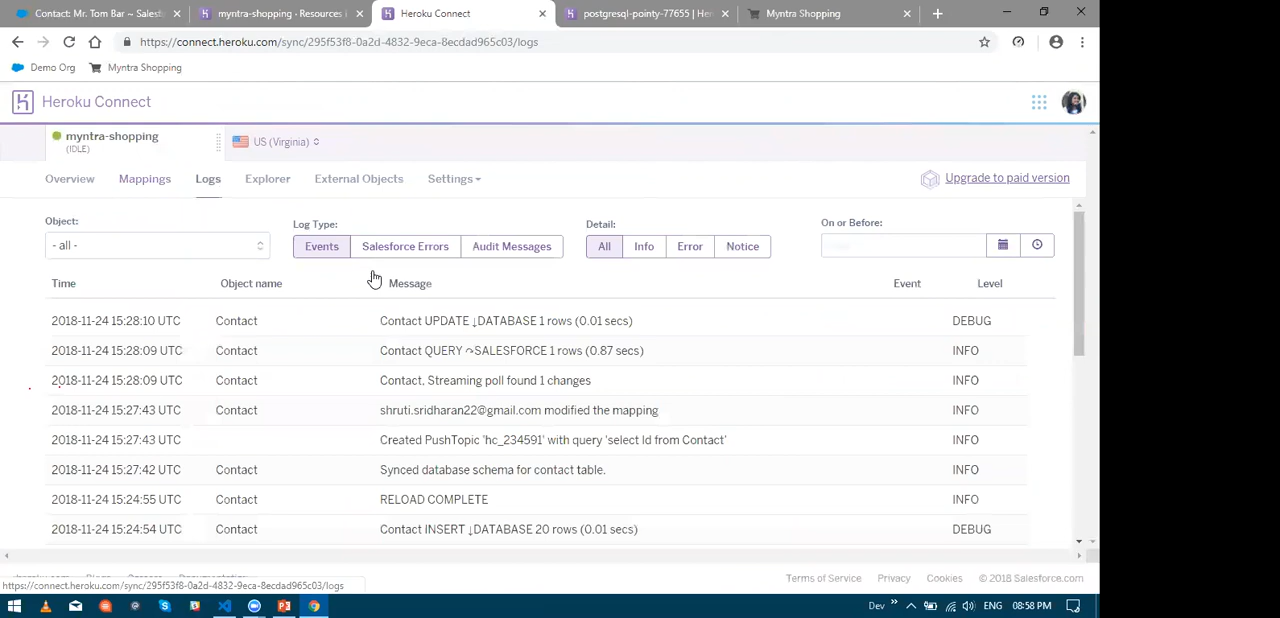 Contact: Mr. Tom Bar ~ Salesfo
myntra-shopping · Resources |
Heroku Connect
postgresql-pointy-77655 | Her
Myntra Shopping
https://connect.heroku.com/sync/295f53f8-0a2d-4832-9eca-8ecdad965c03/logs
Demo Org
Myntra Shopping
Heroku Connect
myntra-shopping
(IDLE)
US (Virginia)
Overview
Mappings
Logs
Explorer
External Objects
Settings
Upgrade to paid version
Object:
Log Type:
Detail:
On or Before:
- all -
Events
Salesforce Errors
Audit Messages
All
Info
Error
Notice
Time Object name Message Event Level
2018-11-24 15:28:10 UTC Contact Contact UPDATE ↓DATABASE 1 rows (0.01 secs) DEBUG
2018-11-24 15:28:09 UTC Contact Contact QUERY ↷SALESFORCE 1 rows (0.87 secs) INFO
2018-11-24 15:28:09 UTC Contact Contact, Streaming poll found 1 changes INFO
2018-11-24 15:27:43 UTC Contact shruti.sridharan22@gmail.com modified the mapping INFO
2018-11-24 15:27:43 UTC Created PushTopic 'hc_234591' with query 'select Id from Contact' INFO
2018-11-24 15:27:42 UTC Contact Synced database schema for contact table. INFO
2018-11-24 15:24:55 UTC Contact RELOAD COMPLETE INFO
2018-11-24 15:24:54 UTC Contact Contact INSERT ↓DATABASE 20 rows (0.01 secs) DEBUG
Terms of Service
Privacy
Cookies
© 2018 Salesforce.com
https://connect.heroku.com/sync/295f53f8-0a2d-4832-9eca-8ecdad965c03/logs
Dev
ENG
08:58 PM